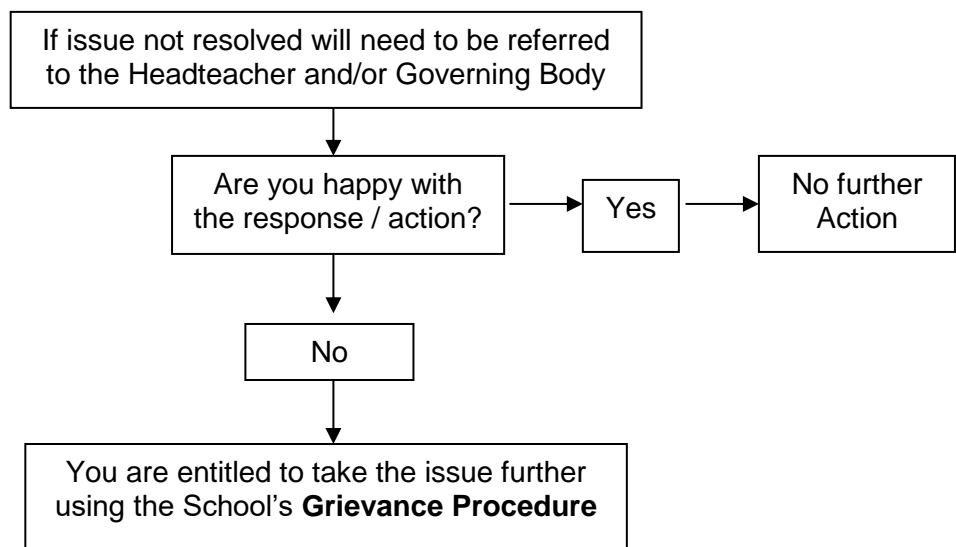 If issue not resolved will need to be referred
to the Headteacher and/or Governing Body
Are you happy with
the response / action?
Yes
No further
Action
No
You are entitled to take the issue further
using the School’s Grievance Procedure